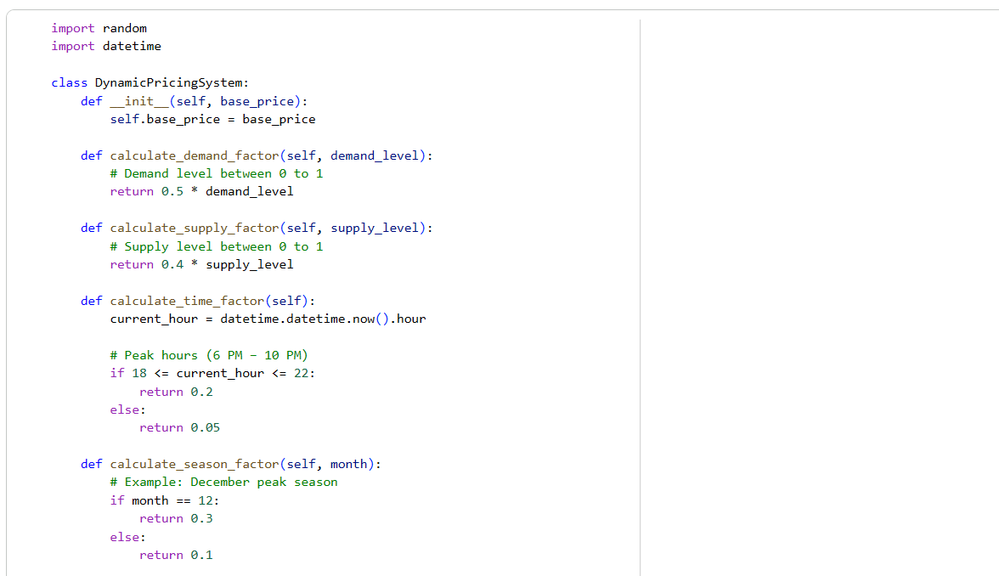 import random
import datetime

class DynamicPricingSystem:
    def __init__(self, base_price):
        self.base_price = base_price

    def calculate_demand_factor(self, demand_level):
        # Demand level between 0 to 1
        return 0.5 * demand_level

    def calculate_supply_factor(self, supply_level):
        # Supply level between 0 to 1
        return 0.4 * supply_level

    def calculate_time_factor(self):
        current_hour = datetime.datetime.now().hour

        # Peak hours (6 PM – 10 PM)
        if 18 <= current_hour <= 22:
            return 0.2
        else:
            return 0.05

    def calculate_season_factor(self, month):
        # Example: December peak season
        if month == 12:
            return 0.3
        else:
            return 0.1